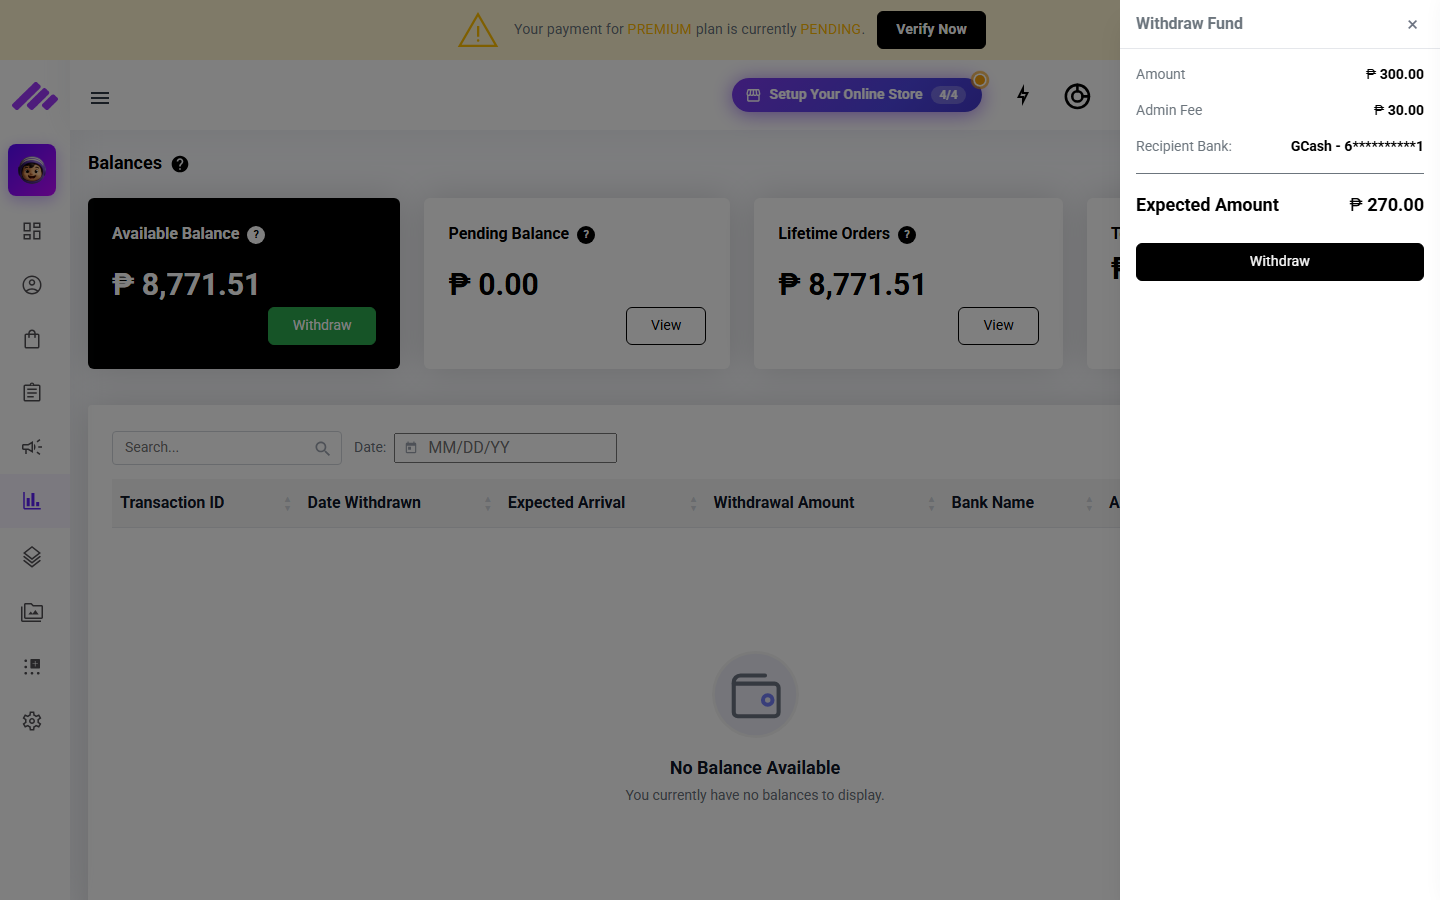 Your payment for PREMIUM plan is currently PENDING.
Verify Now
Setup Your Online Store 4/4
Balances ?
Available Balance ?
₱ 8,771.51
Withdraw
Pending Balance ?
₱ 0.00
View
Lifetime Orders ?
₱ 8,771.51
View
T
₱
Search...
Date:
MM/DD/YY
Transaction ID
Date Withdrawn
Expected Arrival
Withdrawal Amount
Bank Name
A
No Balance Available
You currently have no balances to display.
Withdraw Fund
×
Amount ₱ 300.00
Admin Fee ₱ 30.00
Recipient Bank: GCash - 6**********1
Expected Amount ₱ 270.00
Withdraw